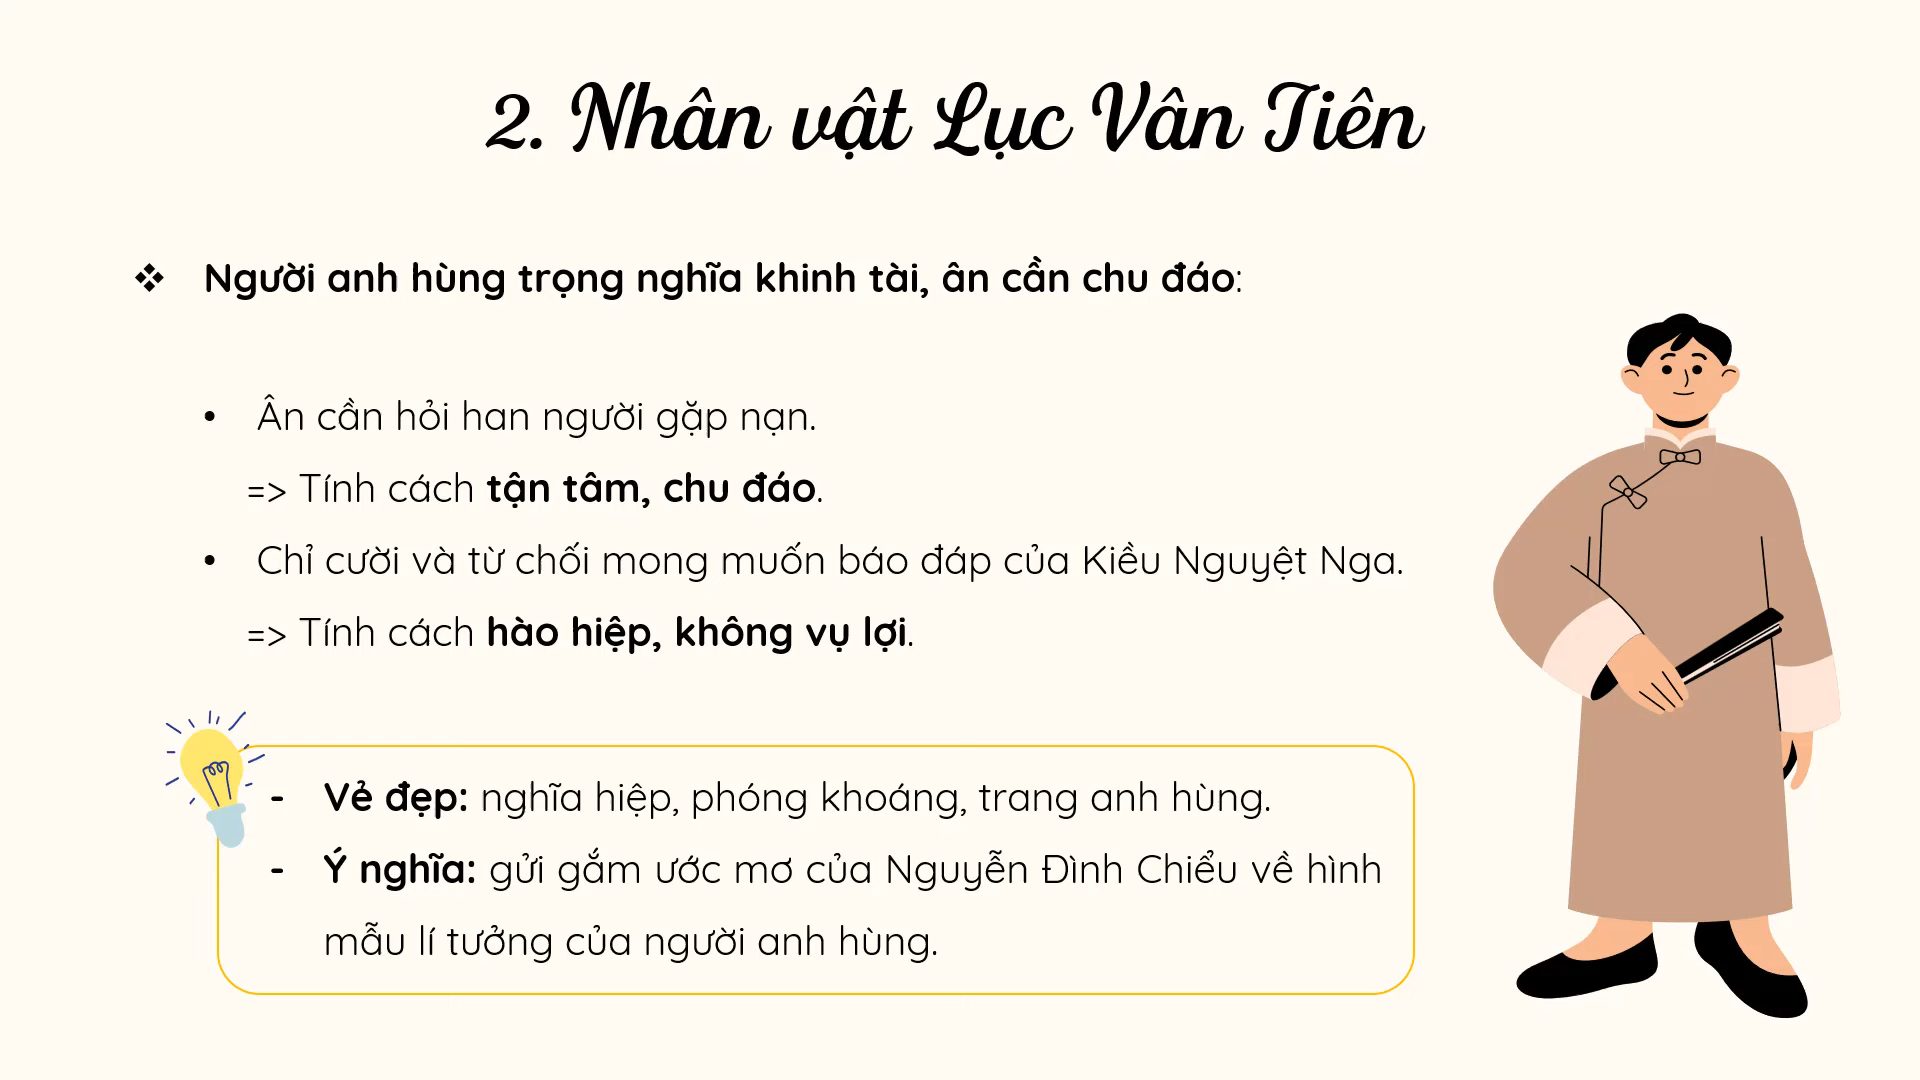 2. Nhân vật Lục Vân Tiên
❖ Người anh hùng trọng nghĩa khinh tài, ân cần chu đáo:
• Ân cần hỏi han người gặp nạn.
=> Tính cách tận tâm, chu đáo.
• Chỉ cười và từ chối mong muốn báo đáp của Kiều Nguyệt Nga.
=> Tính cách hào hiệp, không vụ lợi.
- Vẻ đẹp: nghĩa hiệp, phóng khoáng, trang anh hùng.
- Ý nghĩa: gửi gắm ước mơ của Nguyễn Đình Chiểu về hình
mẫu lí tưởng của người anh hùng.